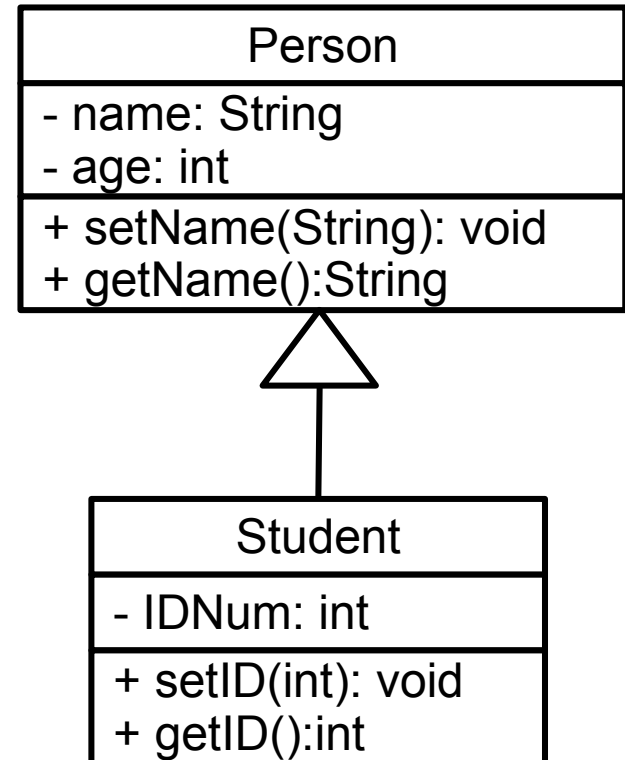 Person
- name: String
- age: int
+ setName(String): void
+ getName():String
Student
- IDNum: int
+ setID(int): void
+ getID():int